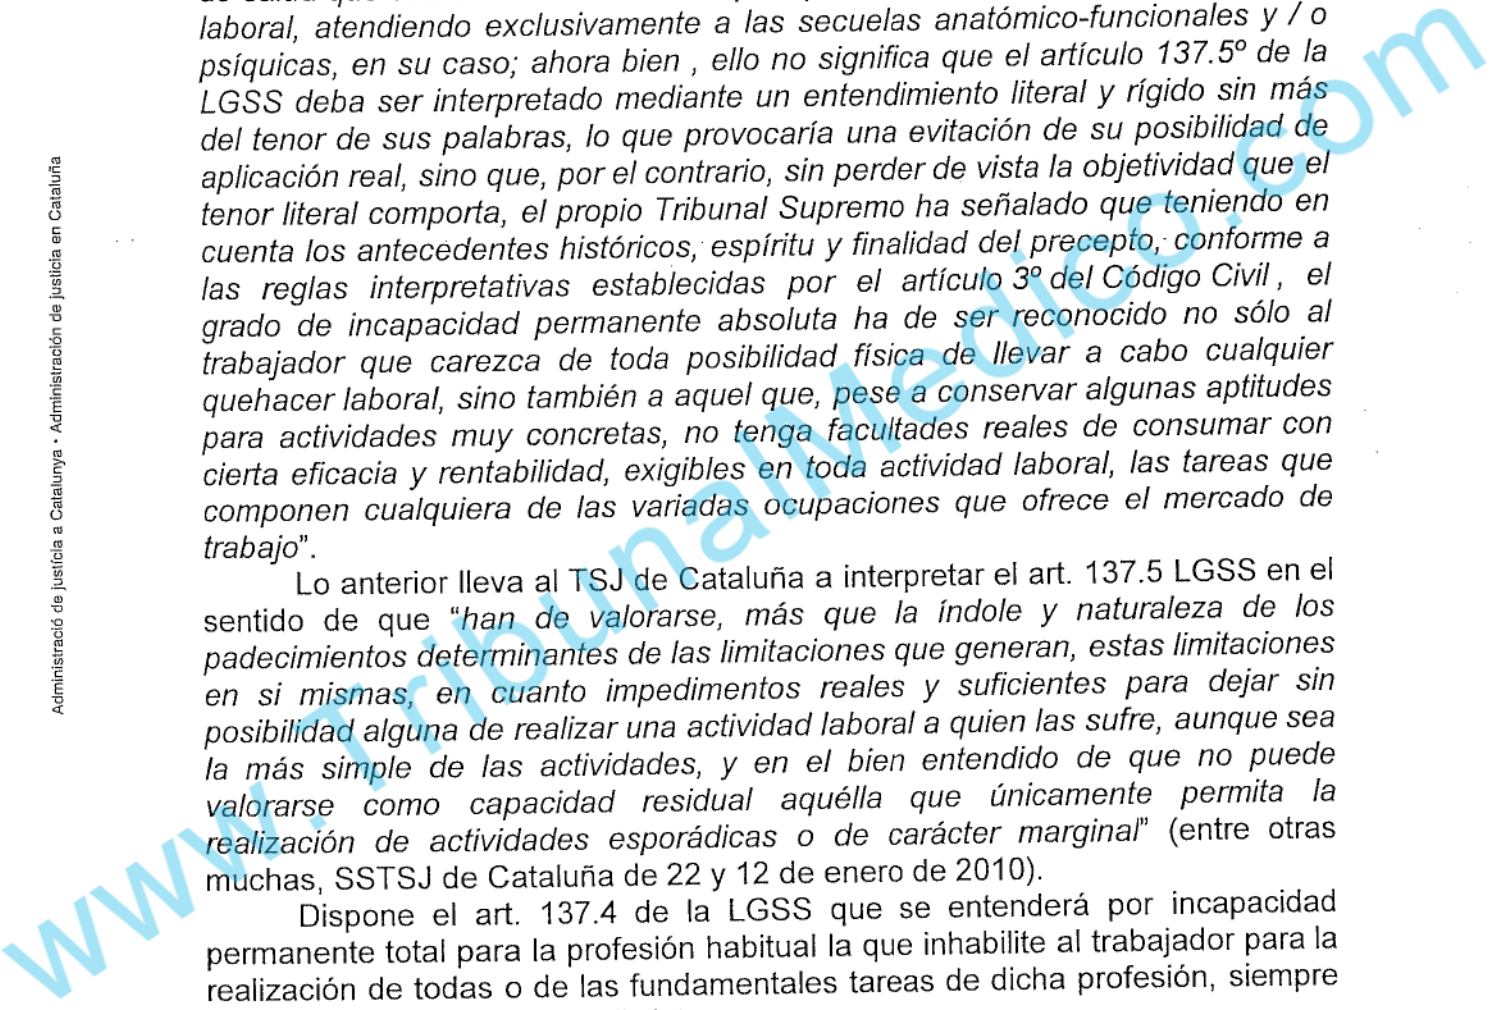 laboral, atendiendo exclusivamente a las secuelas anatómico-funcionales y / o
psíquicas, en su caso; ahora bien , ello no significa que el artículo 137.5º de la
LGSS deba ser interpretado mediante un entendimiento literal y rígido sin más
del tenor de sus palabras, lo que provocaría una evitación de su posibilidad de
aplicación real, sino que, por el contrario, sin perder de vista la objetividad que el
tenor literal comporta, el propio Tribunal Supremo ha señalado que teniendo en
cuenta los antecedentes históricos, espíritu y finalidad del precepto, conforme a
las reglas interpretativas establecidas por el artículo 3º del Código Civil , el
grado de incapacidad permanente absoluta ha de ser reconocido no sólo al
trabajador que carezca de toda posibilidad física de llevar a cabo cualquier
quehacer laboral, sino también a aquel que, pese a conservar algunas aptitudes
para actividades muy concretas, no tenga facultades reales de consumar con
cierta eficacia y rentabilidad, exigibles en toda actividad laboral, las tareas que
componen cualquiera de las variadas ocupaciones que ofrece el mercado de
trabajo”.
Lo anterior lleva al TSJ de Cataluña a interpretar el art. 137.5 LGSS en el
sentido de que “han de valorarse, más que la índole y naturaleza de los
padecimientos determinantes de las limitaciones que generan, estas limitaciones
en si mismas, en cuanto impedimentos reales y suficientes para dejar sin
posibilidad alguna de realizar una actividad laboral a quien las sufre, aunque sea
la más simple de las actividades, y en el bien entendido de que no puede
valorarse como capacidad residual aquélla que únicamente permita la
realización de actividades esporádicas o de carácter marginal” (entre otras
muchas, SSTSJ de Cataluña de 22 y 12 de enero de 2010).
Dispone el art. 137.4 de la LGSS que se entenderá por incapacidad
permanente total para la profesión habitual la que inhabilite al trabajador para la
realización de todas o de las fundamentales tareas de dicha profesión, siempre
Administració de justícia a Catalunya • Administración de justicia en Cataluña
www.TribunalMedico.com